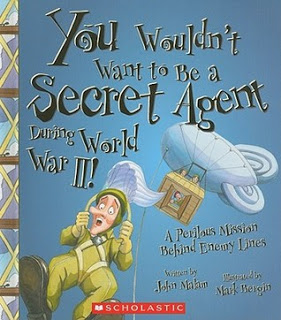 You Wouldn't
Want to Be a
Secret Agent
During World
War II!
A Perilous Mission
Behind Enemy Lines
Written by
John Malam
Illustrated by
Mark Bergin
SCHOLASTIC